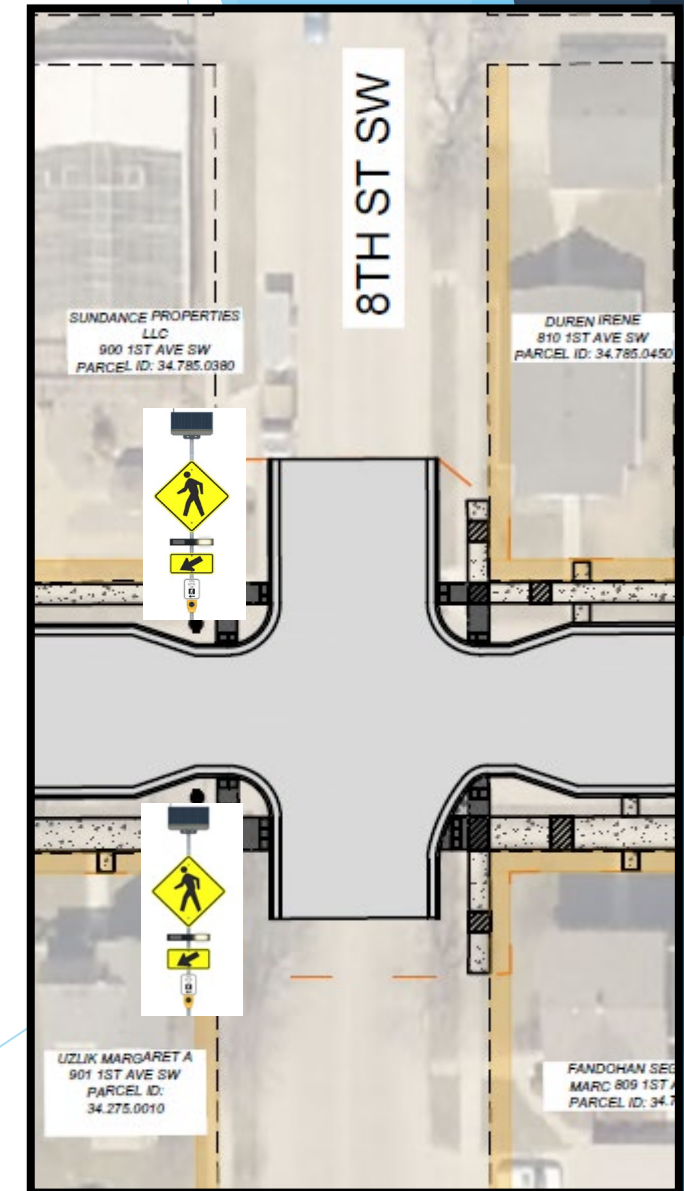 8TH ST SW
SUNDANCE PROPERTIES
LLC
900 1ST AVE SW
PARCEL ID: 34.785.0380
DUREN IRENE
810 1ST AVE SW
PARCEL ID: 34.785.0450
UZLIK MARGARET A
901 1ST AVE SW
PARCEL ID:
34.275.0010
FANDOHAN SEG
MARC 809 1ST A
PARCEL ID: 34.7